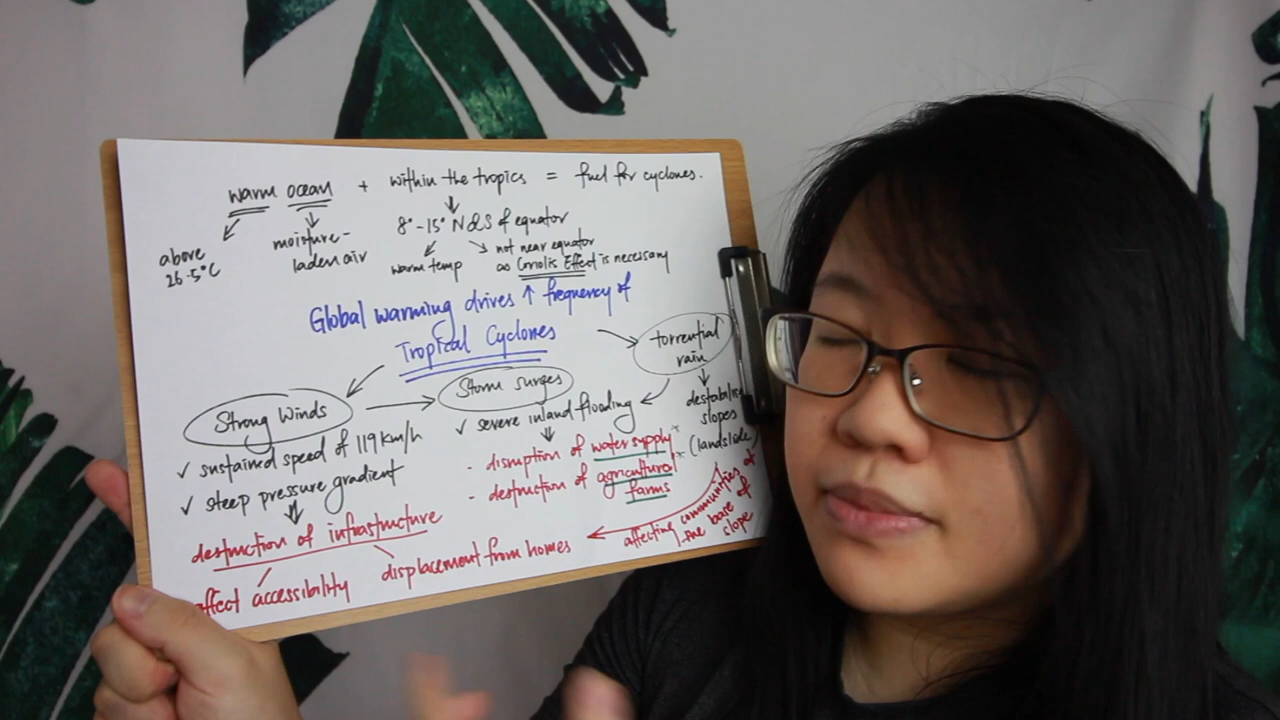 warm ocean + within the tropics = fuel for cyclones.
above
26.5°C
moisture-
laden air
8°-15° N & S of equator
warm temp
not near equator
as Coriolis Effect is necessary
Global warming drives ↑ frequency of
Tropical Cyclones
Strong Winds
✓ sustained speed of 119 km/h
✓ steep pressure gradient
destruction of infrastructure
affect accessibility
displacement from homes
Storm surges
✓ severe inland flooding
- disruption of water supply
- destruction of agricultural
farms
torrential
rain
destabilise
slopes
(landslide)
affecting communities at
the base of
slope